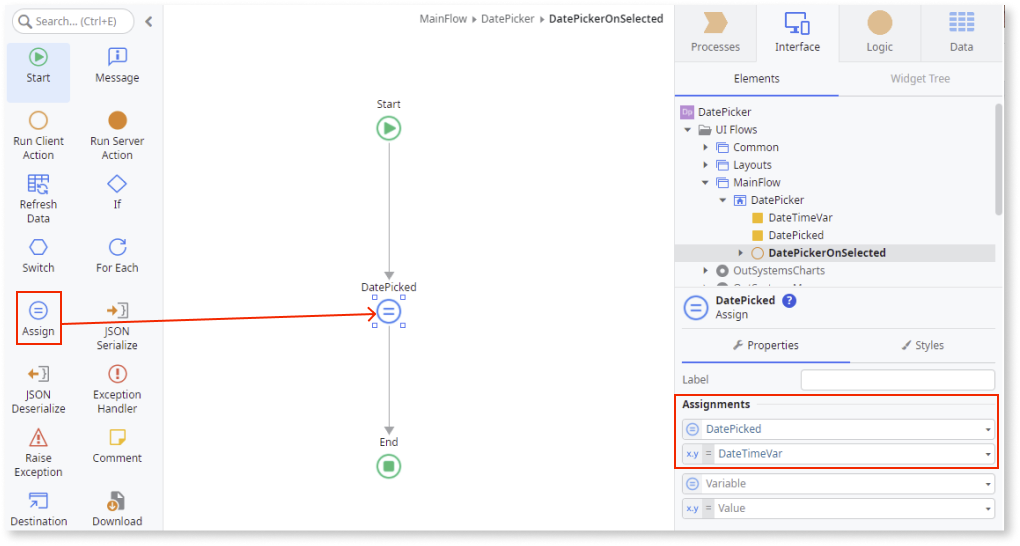 Search... (Ctrl+E)
Start
Message
Run Client
Action
Run Server
Action
Refresh
Data
If
Switch
For Each
Assign
JSON
Serialize
JSON
Deserialize
Exception
Handler
Raise
Exception
Comment
Destination
Download
MainFlow ▸ DatePicker ▸ DatePickerOnSelected
Start
DatePicked
End
Processes
Interface
Logic
Data
Elements
Widget Tree
Dp DatePicker
UI Flows
Common
Layouts
MainFlow
DatePicker
DateTimeVar
DatePicked
DatePickerOnSelected
OutSystemsCharts
DatePicked ?
Assign
Properties
Styles
Label
Assignments
DatePicked
x.y = DateTimeVar
Variable
x.y = Value